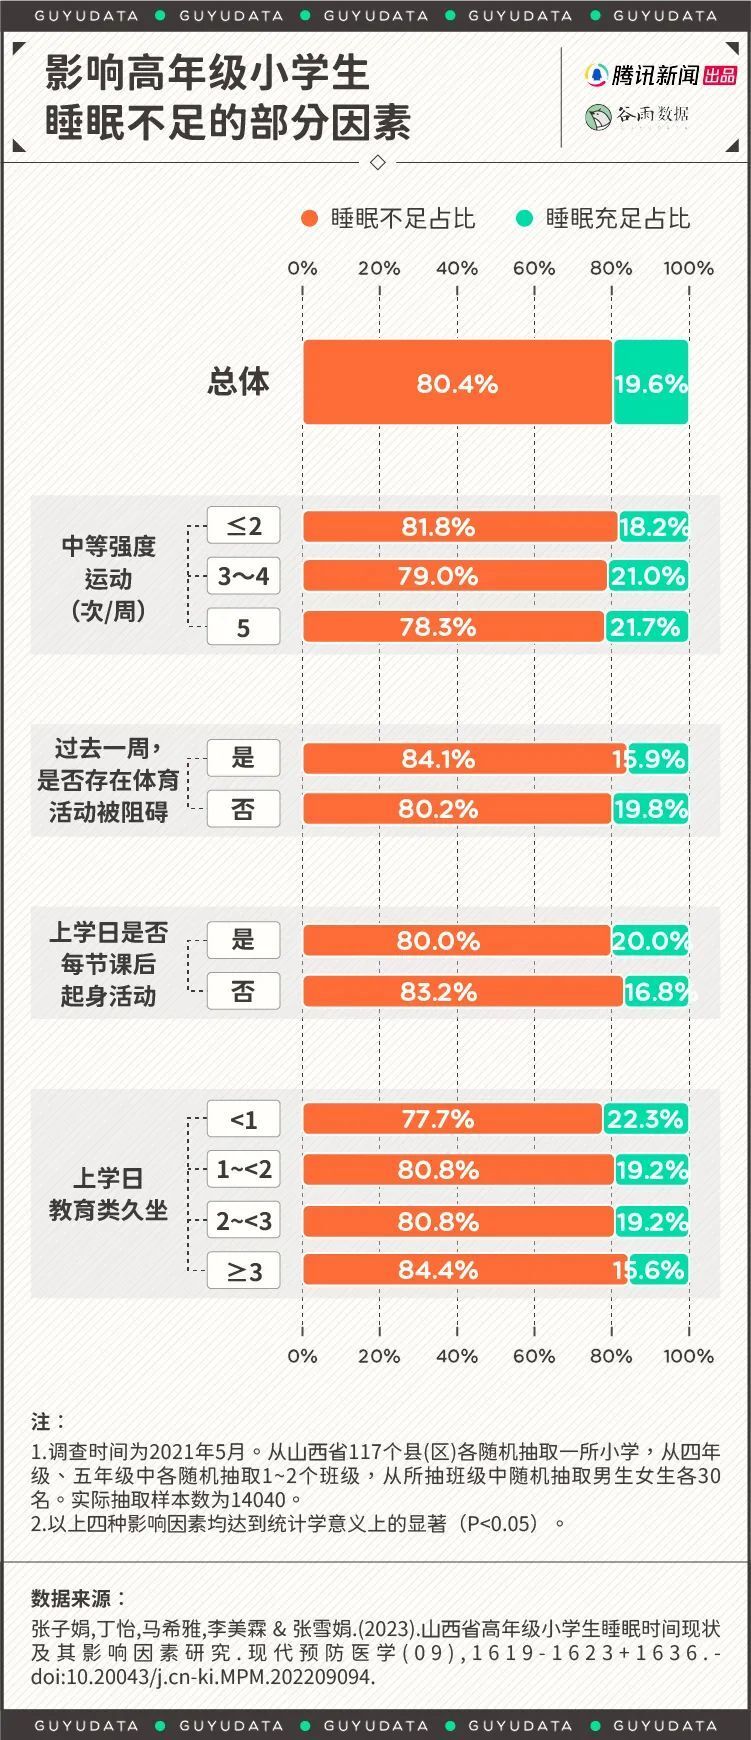 GUYUDATA GUYUDATA GUYUDATA GUYUDATA GUYUDATA
影响高年级小学生
睡眠不足的部分因素
腾讯新闻 出品
谷雨数据
睡眠不足占比 睡眠充足占比
0% 20% 40% 60% 80% 100%
总体 80.4% 19.6%
中等强度
运动
（次/周）
≤2 81.8% 18.2%
3～4 79.0% 21.0%
5 78.3% 21.7%
过去一周，
是否存在体育
活动被阻碍
是 84.1% 15.9%
否 80.2% 19.8%
上学日是否
每节课后
起身活动
是 80.0% 20.0%
否 83.2% 16.8%
上学日
教育类久坐
<1 77.7% 22.3%
1~<2 80.8% 19.2%
2~<3 80.8% 19.2%
≥3 84.4% 15.6%
0% 20% 40% 60% 80% 100%
注：
1.调查时间为2021年5月。从山西省117个县(区)各随机抽取一所小学，从四年
级、五年级中各随机抽取1~2个班级，从所抽班级中随机抽取男生女生各30
名。实际抽取样本数为14040。
2.以上四种影响因素均达到统计学意义上的显著（P<0.05）。
数据来源：
张子娟,丁怡,马希雅,李美霖 & 张雪娟.(2023).山西省高年级小学生睡眠时间现状
及其影响因素研究.现代预防医学(09),1619-1623+1636.-
doi:10.20043/j.cn-ki.MPM.202209094.
GUYUDATA GUYUDATA GUYUDATA GUYUDATA GUYUDATA